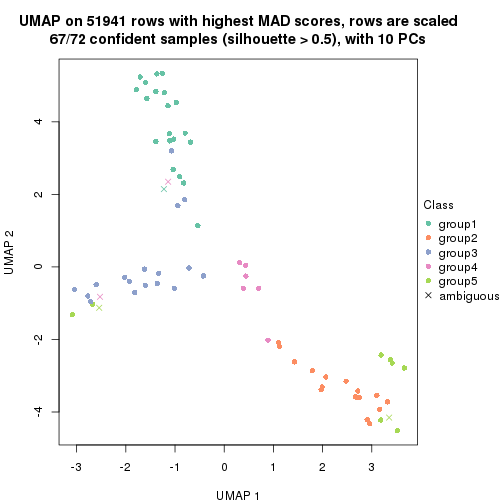 UMAP on 51941 rows with highest MAD scores, rows are scaled
67/72 confident samples (silhouette > 0.5), with 10 PCs
4
2
0
-2
-4
UMAP 2
-3
-2
-1
0
1
2
3
UMAP 1
Class
group1
group2
group3
group4
group5
ambiguous